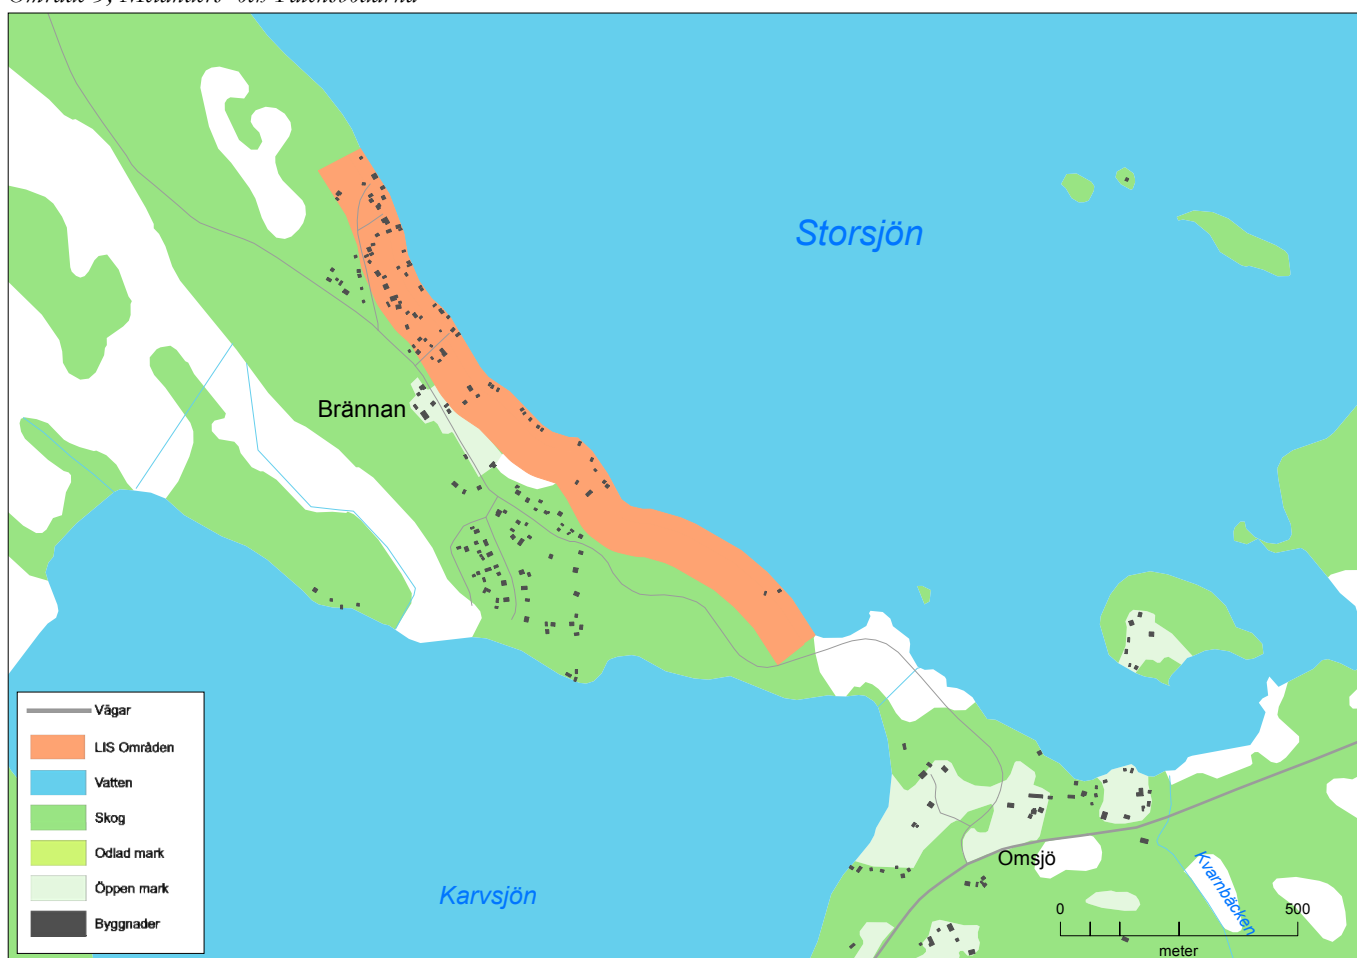 Storsjön
Brännan
Vägar
LIS Områden
Vatten
Skog
Odlad mark
Öppen mark
Byggnader
Karvsjön
Omsjö
Kvarnbäcken
0 500
meter